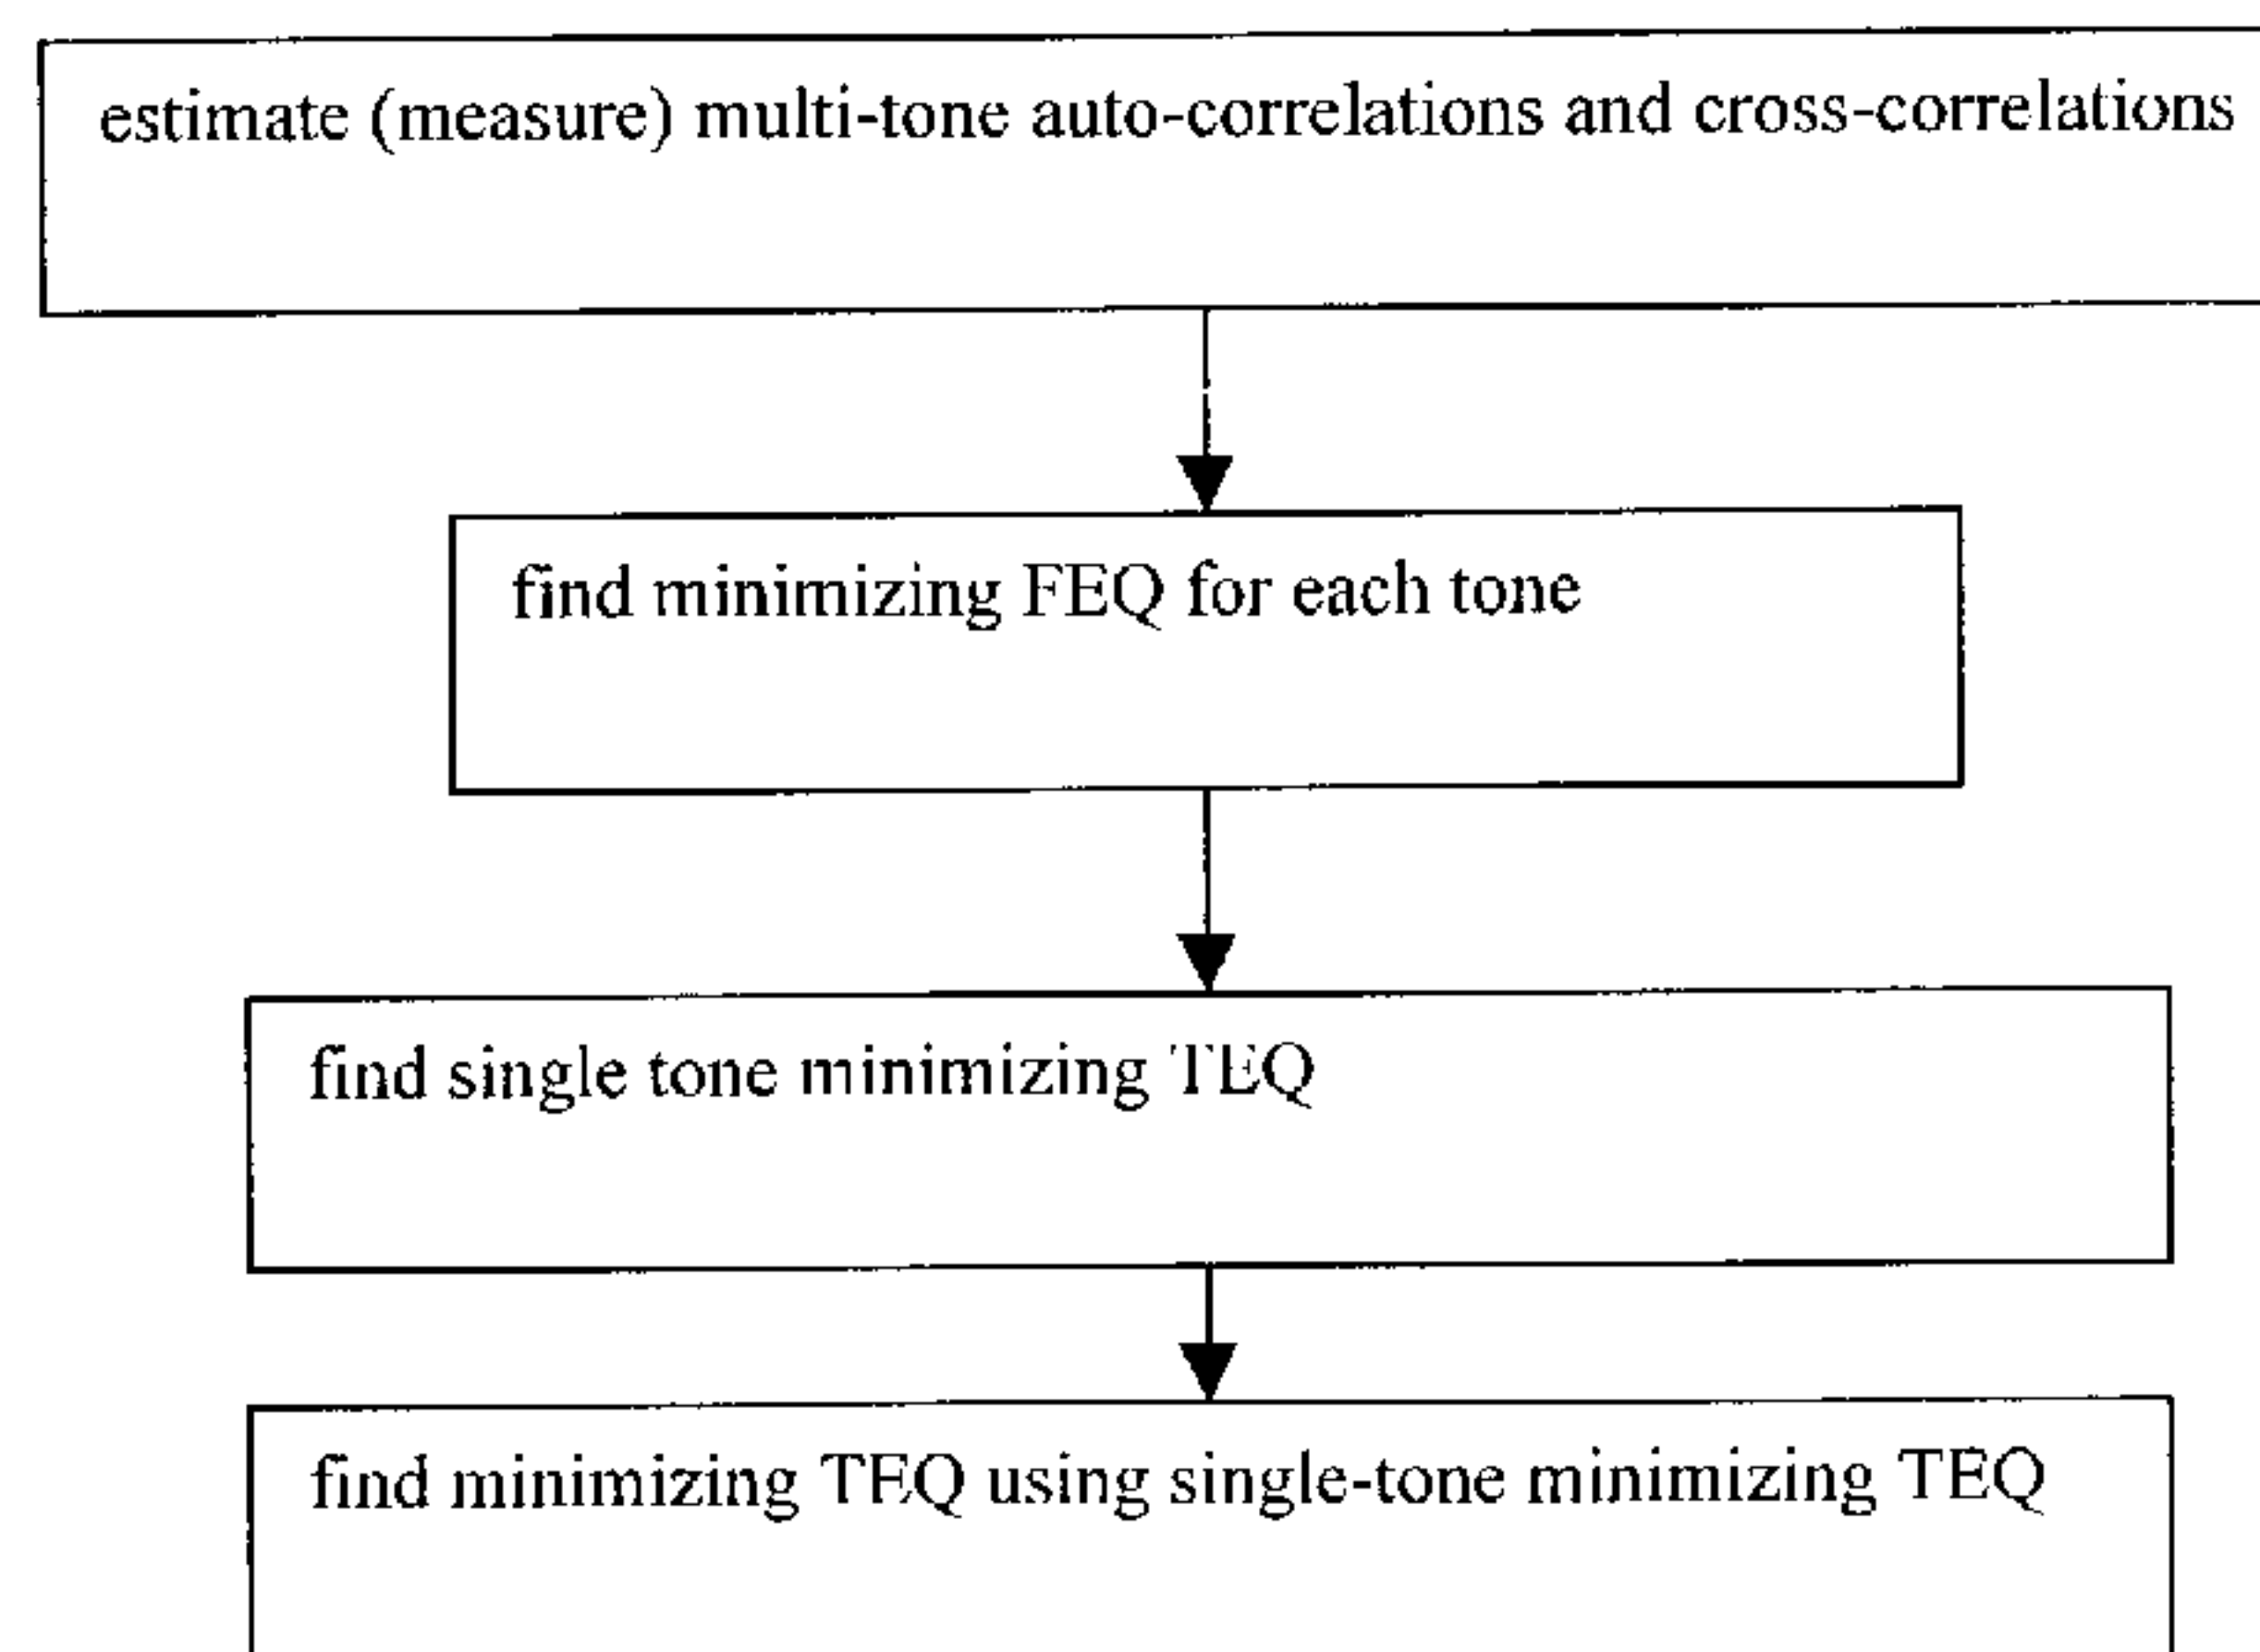 estimate (measure) multi-tone auto-correlations and cross-correlations
find minimizing FEQ for each tone
find single tone minimizing TEQ
find minimizing TEQ using single-tone minimizing TEQ